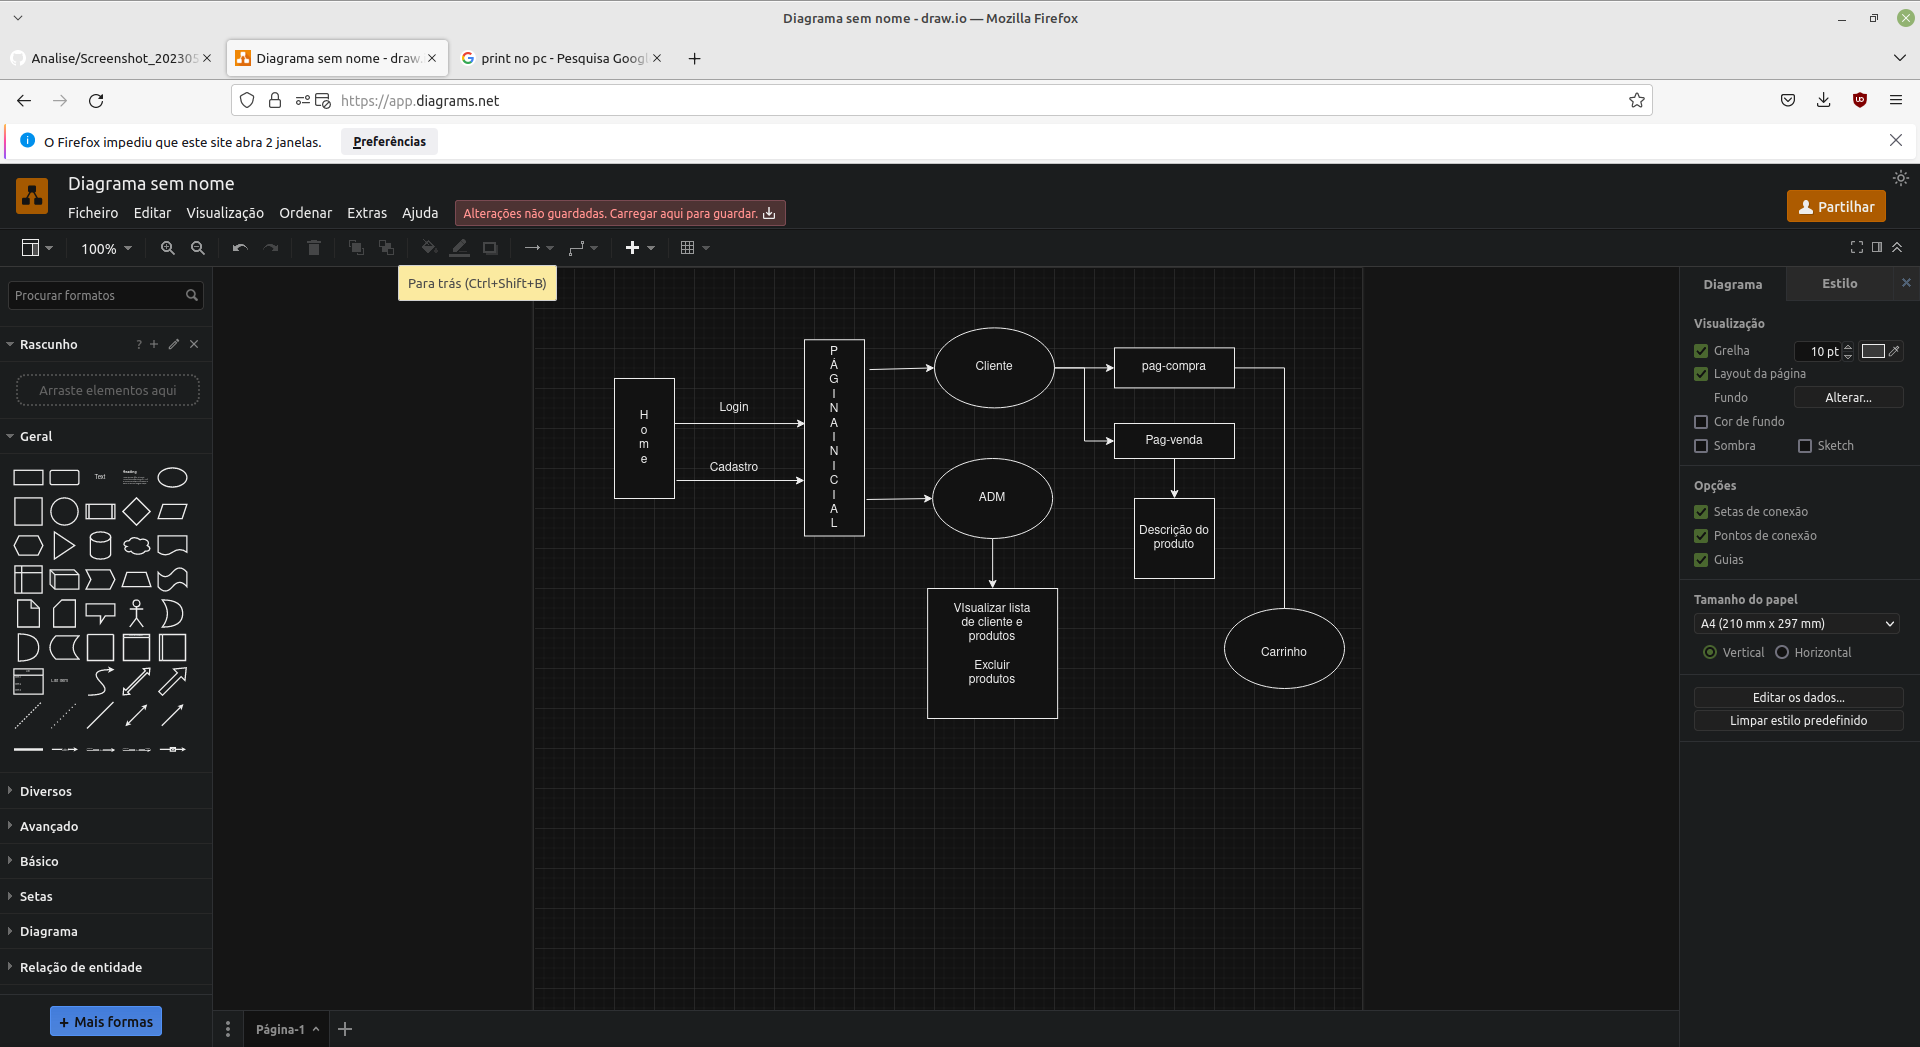 Diagrama sem nome - draw.io — Mozilla Firefox
Analise/Screenshot_20230
Diagrama sem nome - draw.
print no pc - Pesquisa Goog
https://app.diagrams.net
O Firefox impediu que este site abra 2 janelas.
Preferências
Diagrama sem nome
Ficheiro Editar Visualização Ordenar Extras Ajuda
Alterações não guardadas. Carregar aqui para guardar.
Partilhar
100%
Para trás (Ctrl+Shift+B)
Procurar formatos
Rascunho
?
Arraste elementos aqui
Geral
Text
Heading
List Item
Diversos
Avançado
Básico
Setas
Diagrama
Relação de entidade
+ Mais formas
H
o
m
e
Login
Cadastro
P
Á
G
I
N
A
I
N
I
C
I
A
L
Cliente
ADM
pag-compra
Pag-venda
Descrição do
produto
VIsualizar lista
de cliente e
produtos
Excluir
produtos
Carrinho
Página-1
Diagrama
Estilo
Visualização
Grelha
10 pt
Layout da página
Fundo
Alterar...
Cor de fundo
Sombra
Sketch
Opções
Setas de conexão
Pontos de conexão
Guias
Tamanho do papel
A4 (210 mm x 297 mm)
Vertical
Horizontal
Editar os dados...
Limpar estilo predefinido